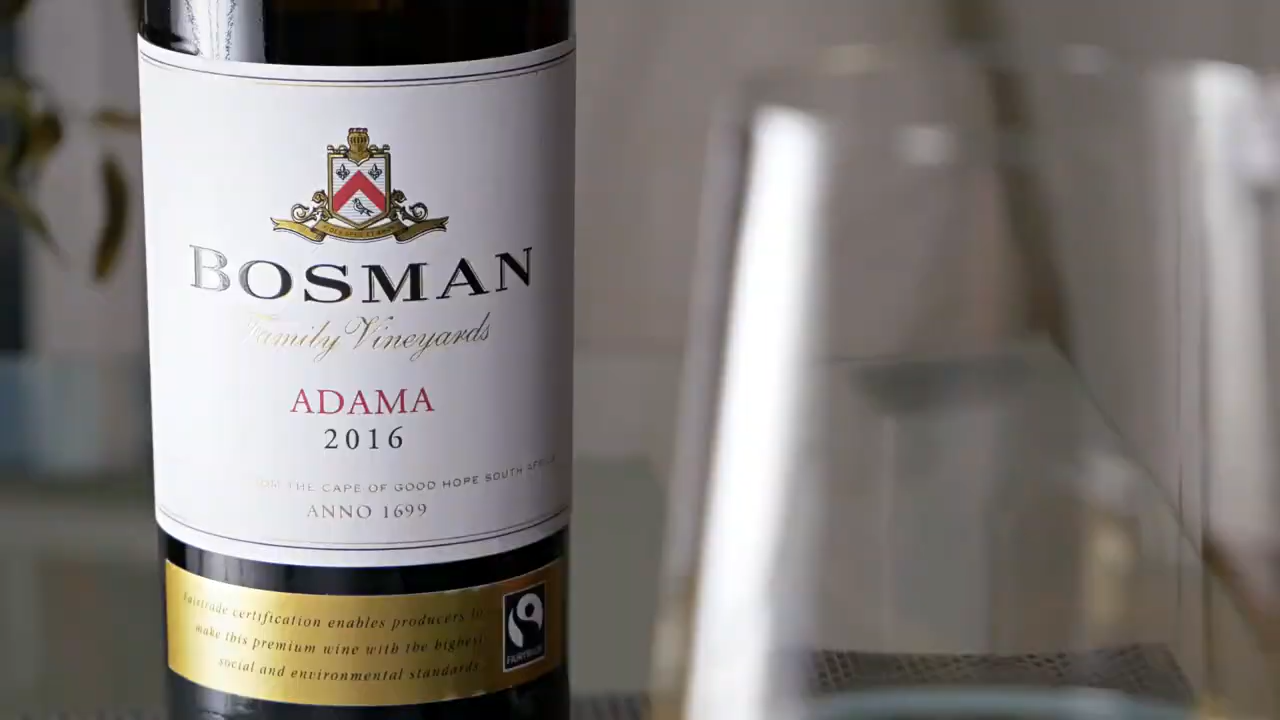 BOSMAN
Family Vineyards
ADAMA
2016
THE CAPE OF GOOD HOPE SOUTH AFRICA
ANNO 1699
Fairtrade certification enables producers to
make this premium wine with the highest
social and environmental standards.
FAIRTRADE